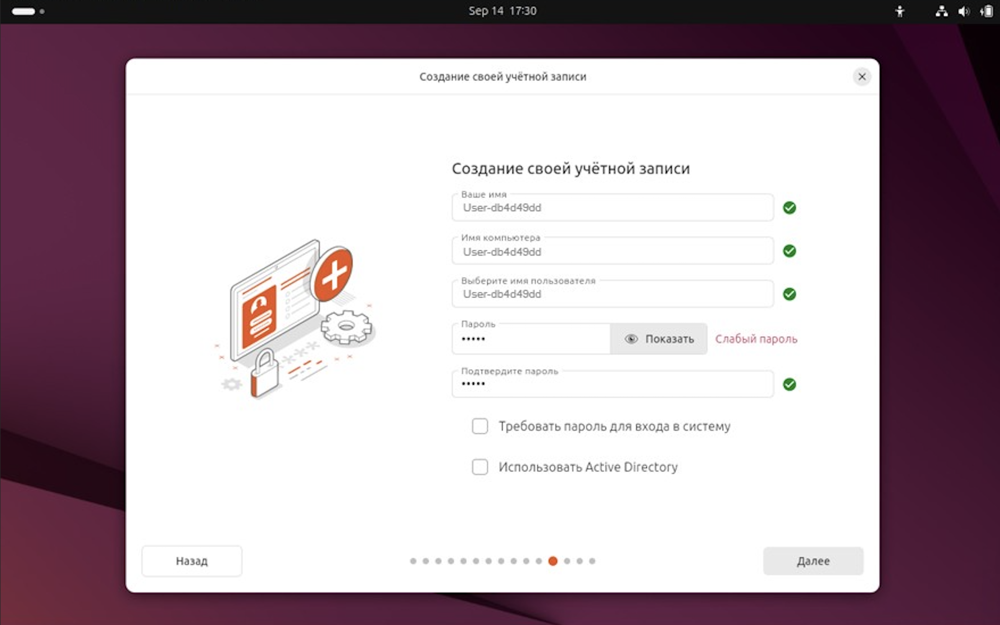 Sep 14 17:30
Создание своей учётной записи
Создание своей учётной записи
Ваше имя
User-db4d49dd
Имя компьютера
User-db4d49dd
Выберите имя пользователя
User-db4d49dd
Пароль
•••••
Показать
Слабый пароль
Подтвердите пароль
•••••
Требовать пароль для входа в систему
Использовать Active Directory
Назад
Далее